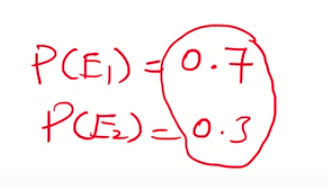 P(E₁) = 0.7
P(E₂) = 0.3